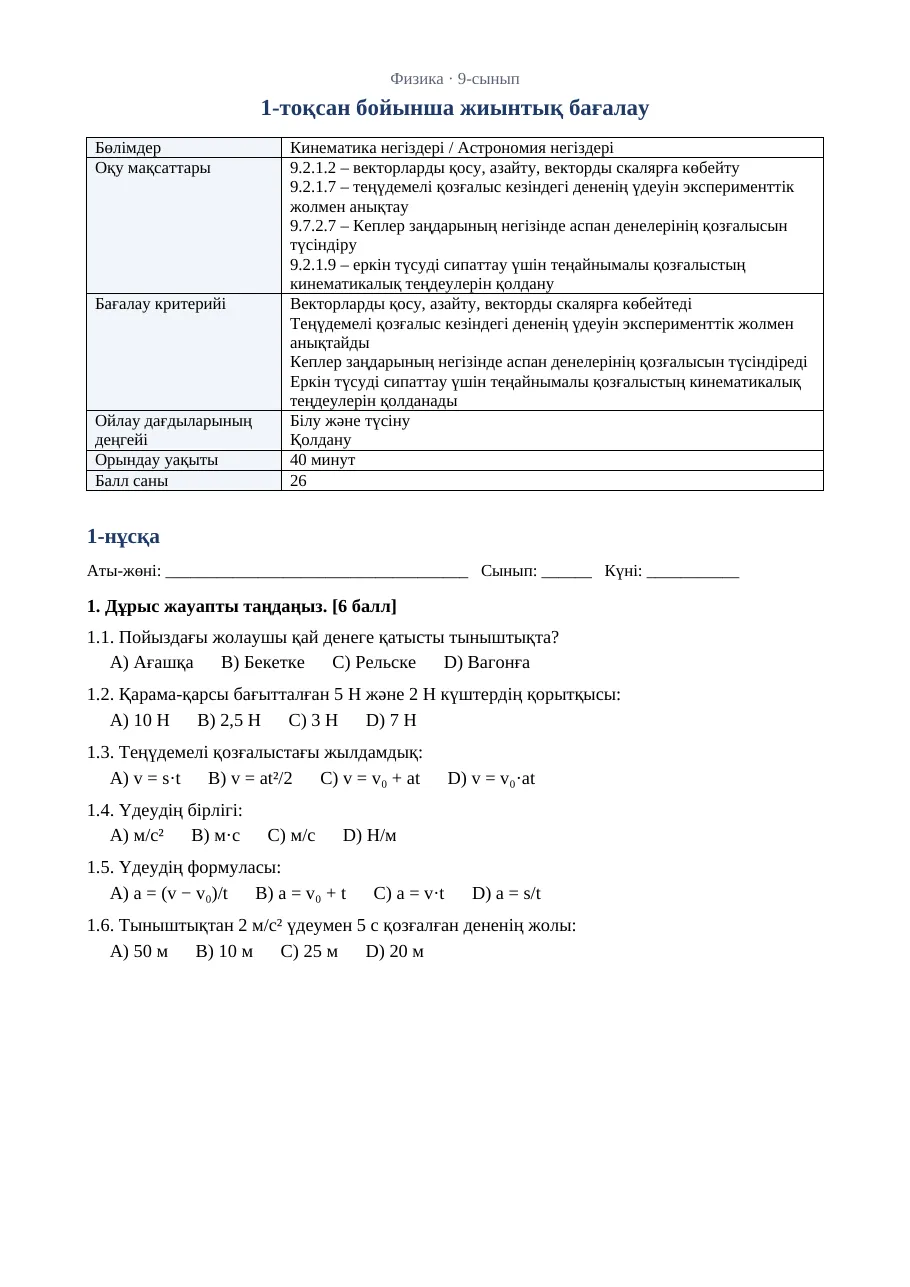 Физика · 9-сынып
1-тоқсан бойынша жиынтық бағалау
Бөлімдер
Кинематика негіздері / Астрономия негіздері
Оқу мақсаттары
9.2.1.2 – векторларды қосу, азайту, векторды скалярға көбейту
9.2.1.7 – теңүдемелі қозғалыс кезіндегі дененің үдеуін эксперименттік
жолмен анықтау
9.7.2.7 – Кеплер заңдарының негізінде аспан денелерінің қозғалысын
түсіндіру
9.2.1.9 – еркін түсуді сипаттау үшін теңайнымалы қозғалыстың
кинематикалық теңдеулерін қолдану
Бағалау критерийі
Векторларды қосу, азайту, векторды скалярға көбейтеді
Теңүдемелі қозғалыс кезіндегі дененің үдеуін эксперименттік жолмен
анықтайды
Кеплер заңдарының негізінде аспан денелерінің қозғалысын түсіндіреді
Еркін түсуді сипаттау үшін теңайнымалы қозғалыстың кинематикалық
теңдеулерін қолданады
Ойлау дағдыларының
деңгейі
Білу және түсіну
Қолдану
Орындау уақыты
40 минут
Балл саны
26
1-нұсқа
Аты-жөні: ____________________________________ Сынып: ______ Күні: ___________
1. Дұрыс жауапты таңдаңыз. [6 балл]
1.1. Пойыздағы жолаушы қай денеге қатысты тыныштықта?
A) Ағашқа B) Бекетке C) Рельске D) Вагонға
1.2. Қарама-қарсы бағытталған 5 Н және 2 Н күштердің қорытқысы:
A) 10 Н B) 2,5 Н C) 3 Н D) 7 Н
1.3. Теңүдемелі қозғалыстағы жылдамдық:
A) v = s·t B) v = at²/2 C) v = v₀ + at D) v = v₀·at
1.4. Үдеудің бірлігі:
A) м/с² B) м·с C) м/с D) Н/м
1.5. Үдеудің формуласы:
A) a = (v − v₀)/t B) a = v₀ + t C) a = v·t D) a = s/t
1.6. Тыныштықтан 2 м/с² үдеумен 5 с қозғалған дененің жолы:
A) 50 м B) 10 м C) 25 м D) 20 м